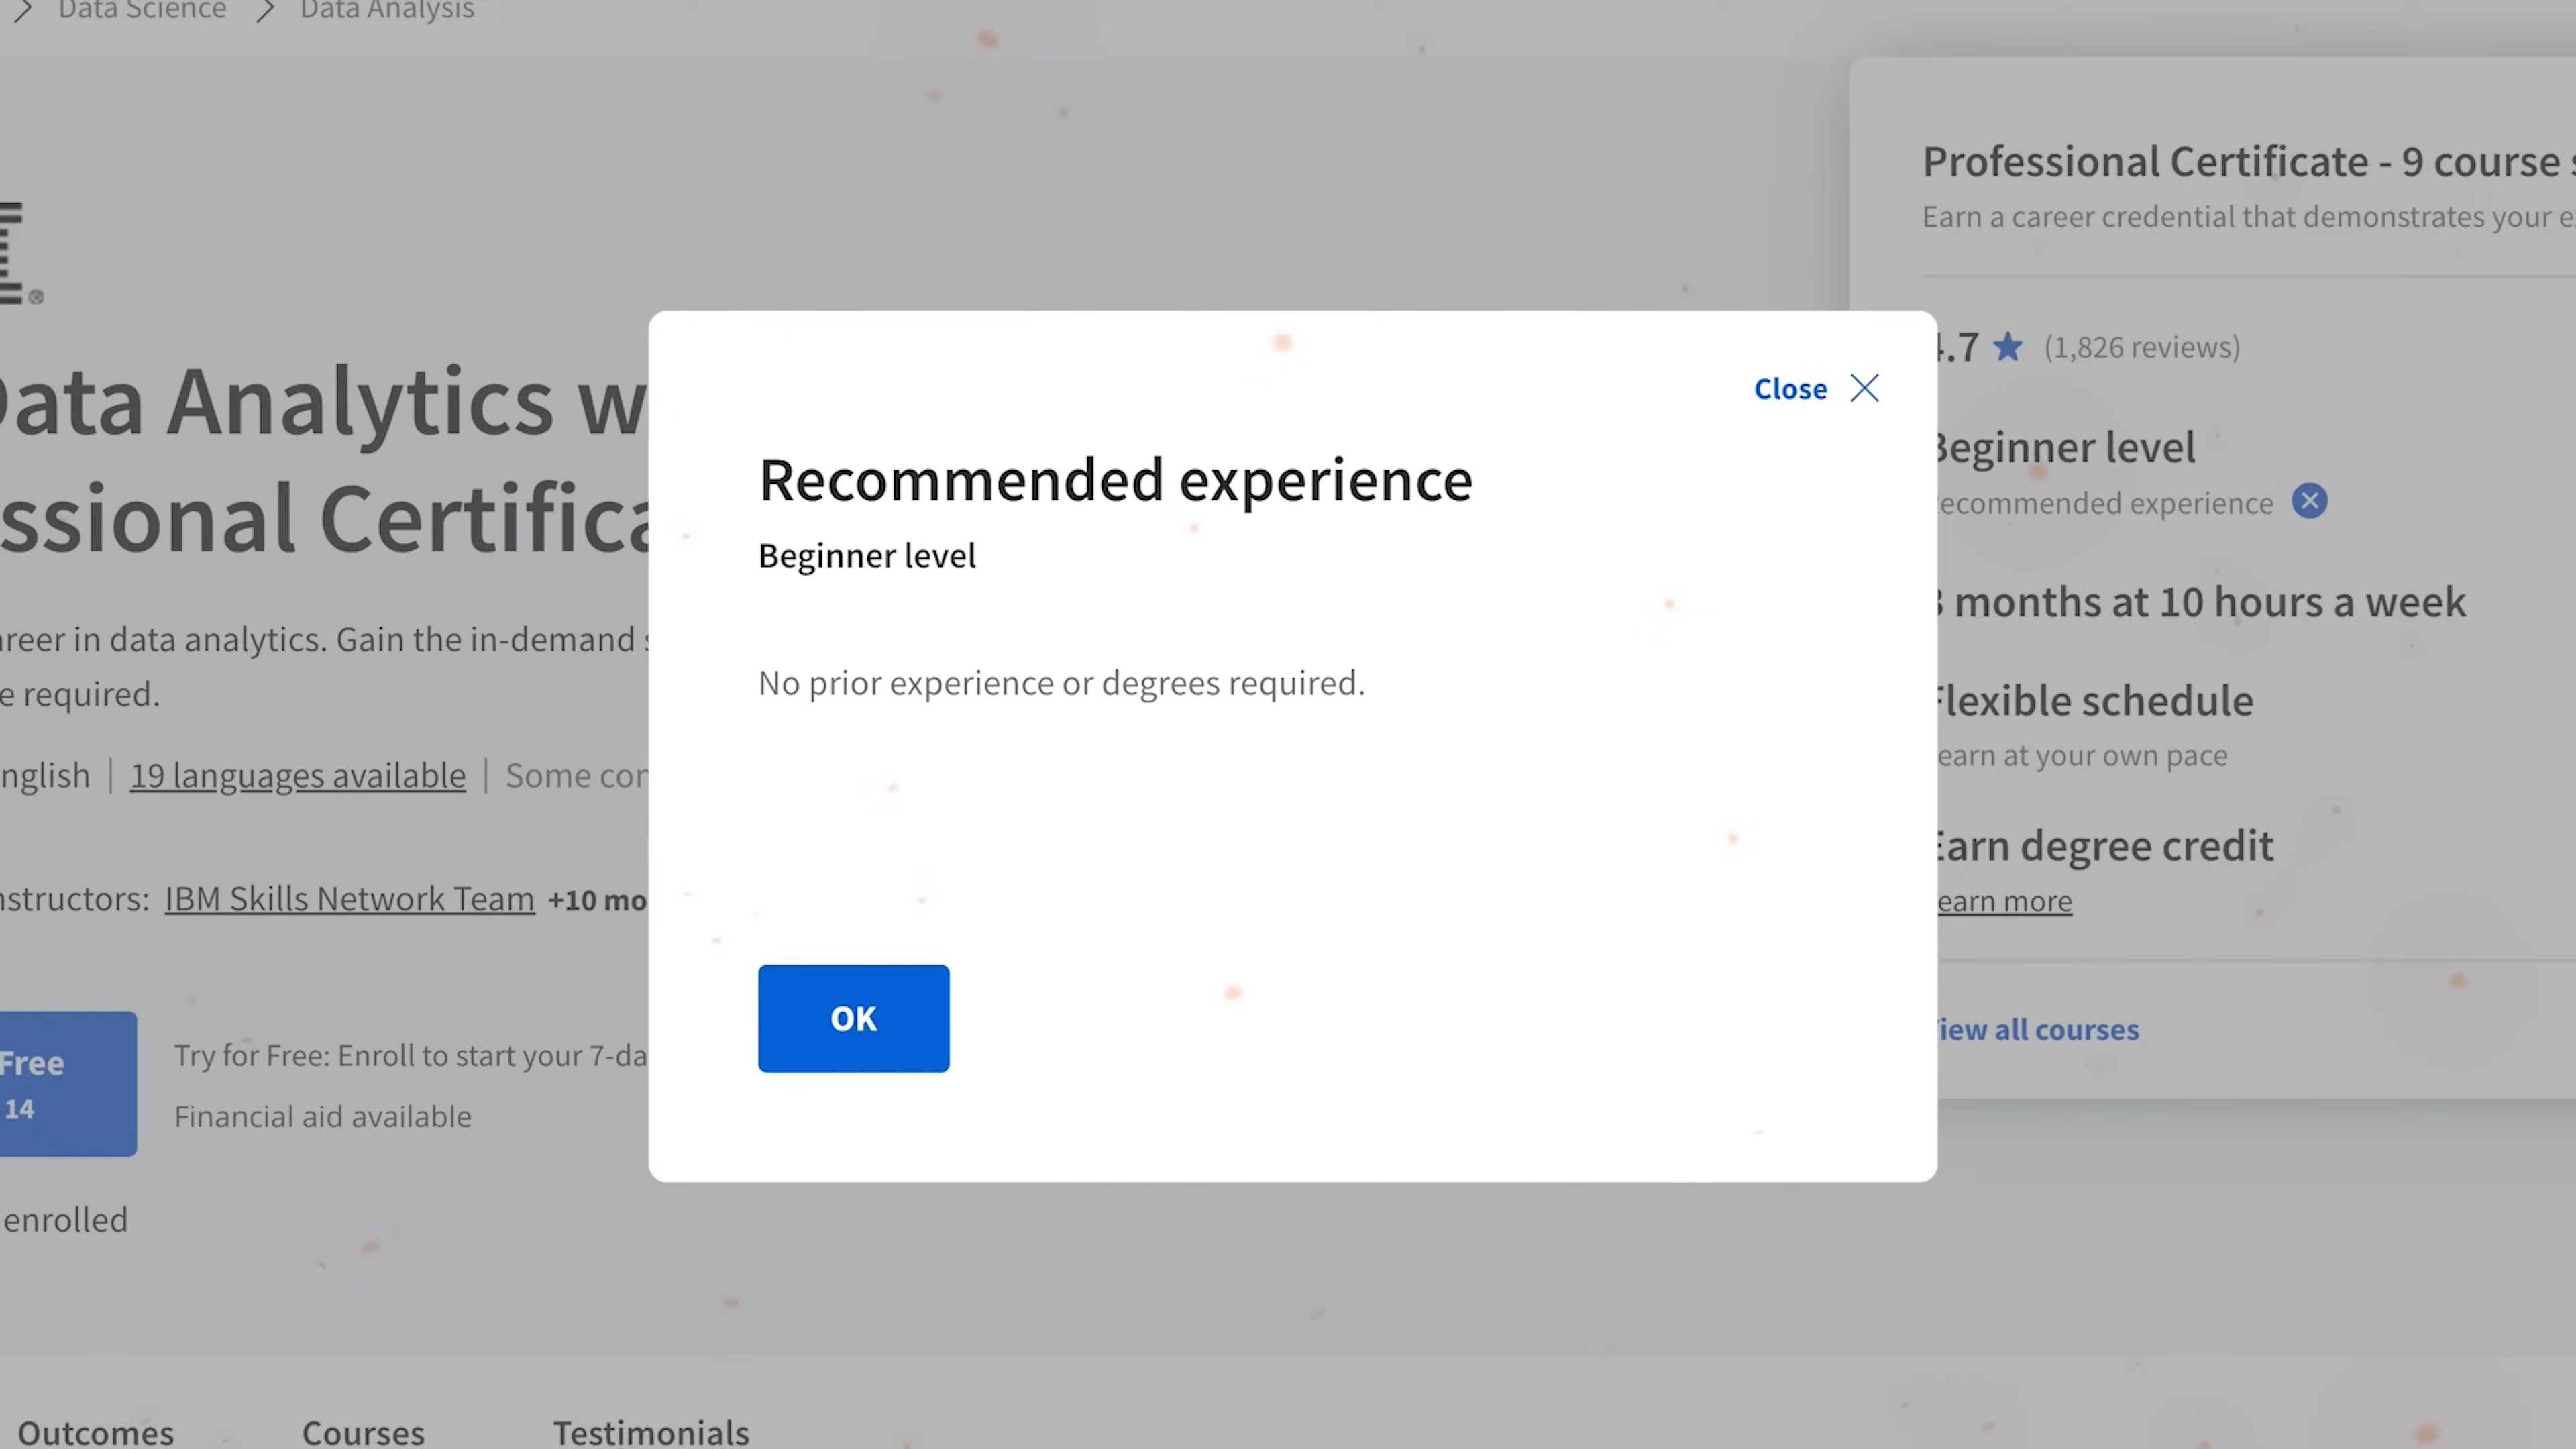 Data Science
Data Analysis
Data Analytics w
ssional Certifica
areer in data analytics. Gain the in-demand
e required.
nglish | 19 languages available | Some con
nstructors: IBM Skills Network Team +10 mo
Free
14
Try for Free: Enroll to start your 7-da
Financial aid available
enrolled
Outcomes
Courses
Testimonials
Close
Recommended experience
Beginner level
No prior experience or degrees required.
OK
Professional Certificate - 9 course s
Earn a career credential that demonstrates your e
4.7 ★ (1,826 reviews)
Beginner level
ecommended experience
months at 10 hours a week
Flexible schedule
earn at your own pace
Earn degree credit
earn more
iew all courses